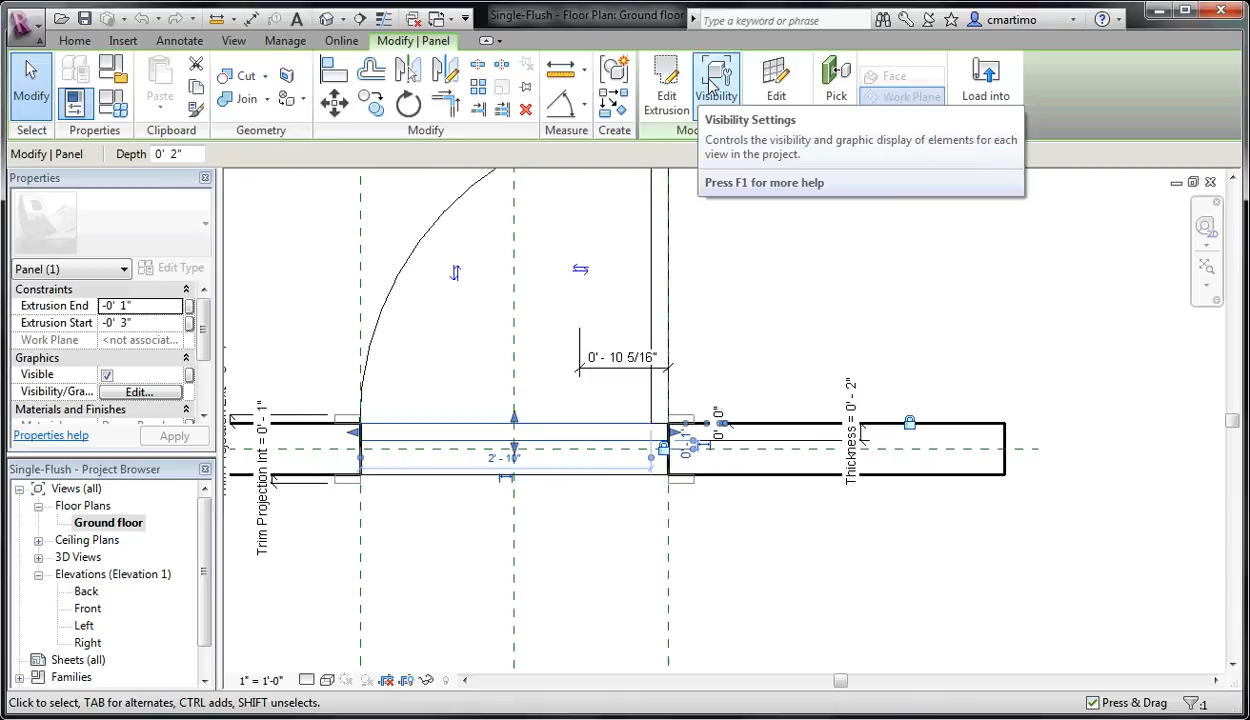 A
Single-Flush - Floor Plan: Ground floor
Type a keyword or phrase
cmartimo
Home Insert Annotate View Manage Online Modify | Panel
Modify
Paste
Cut
Join
Edit
Extrusion
Visibility
Edit
Pick
Face
Work Plane
Load into
Select Properties Clipboard Geometry Modify Measure Create
Visibility Settings
Controls the visibility and graphic display of elements for each
view in the project.
Press F1 for more help
Modify | Panel Depth 0' 2"
Properties
Panel (1)
Edit Type
Constraints
Extrusion End -0' 1"
Extrusion Start -0' 3"
Work Plane <not associat...
Graphics
Visible
Visibility/Gra... Edit...
Materials and Finishes
Properties help
Apply
Single-Flush - Project Browser
Views (all)
Floor Plans
Ground floor
Ceiling Plans
3D Views
Elevations (Elevation 1)
Back
Front
Left
Right
Sheets (all)
Families
2D
0' - 10 5/16"
2' - 10"
Trim Projection Int = 0' - 1"
Thickness = 0' - 2"
0' 0"
1" = 1'-0"
Click to select, TAB for alternates, CTRL adds, SHIFT unselects.
Press & Drag
:1